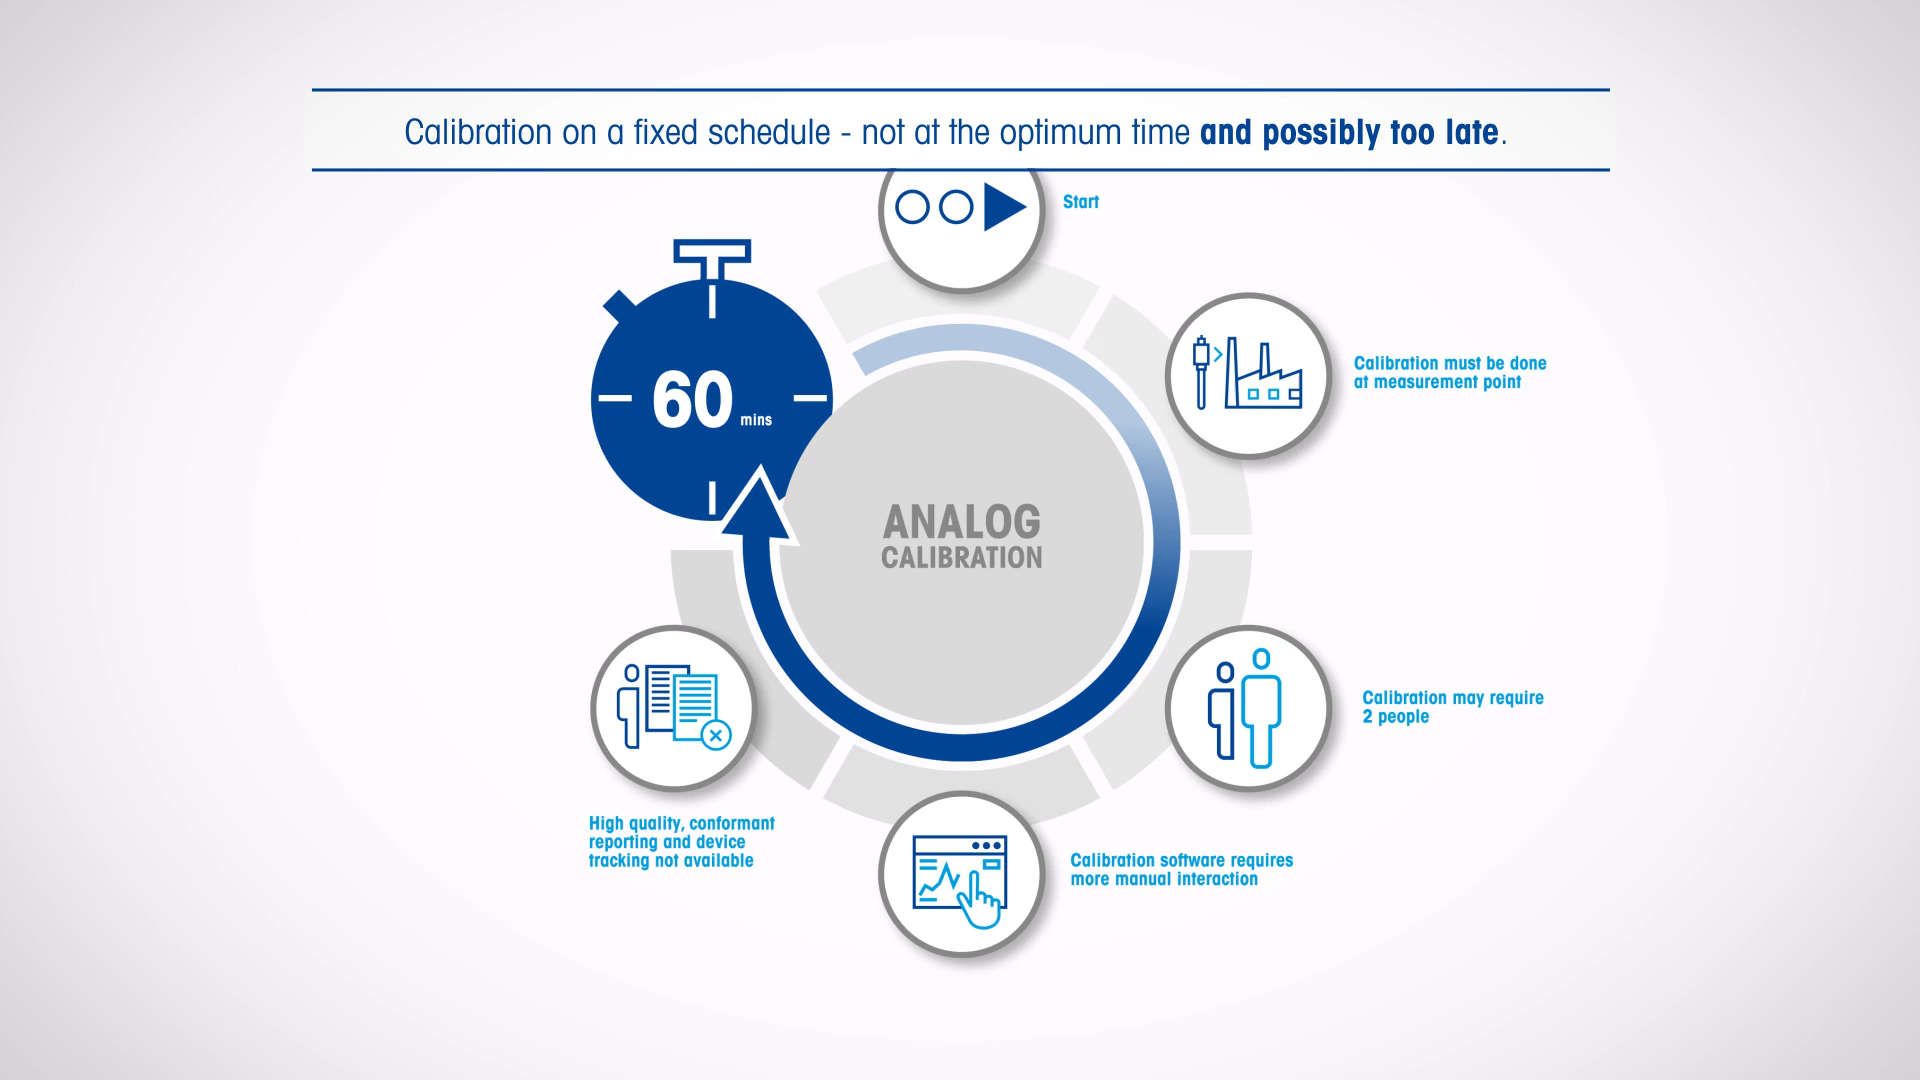 Calibration on a fixed schedule - not at the optimum time and possibly too late.
Start
Calibration must be done
at measurement point
60 mins
ANALOG
CALIBRATION
Calibration may require
2 people
High quality, conformant
reporting and device
tracking not available
Calibration software requires
more manual interaction